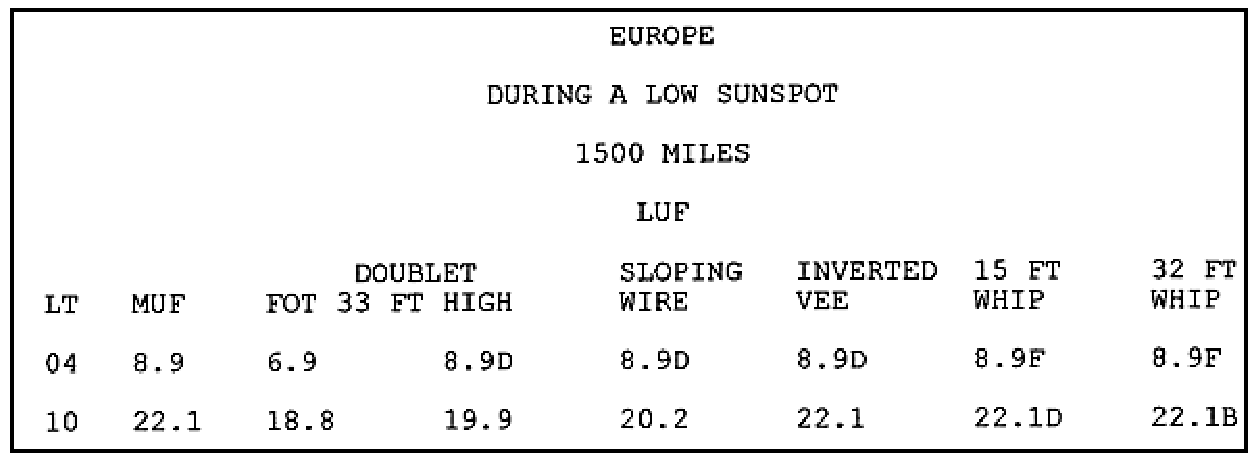 EUROPE
DURING A LOW SUNSPOT
1500 MILES
LUF
DOUBLET SLOPING INVERTED 15 FT 32 FT
LT MUF FOT 33 FT HIGH WIRE VEE WHIP WHIP
04 8.9 6.9 8.9D 8.9D 8.9D 8.9F 8.9F
10 22.1 18.8 19.9 20.2 22.1 22.1D 22.1B